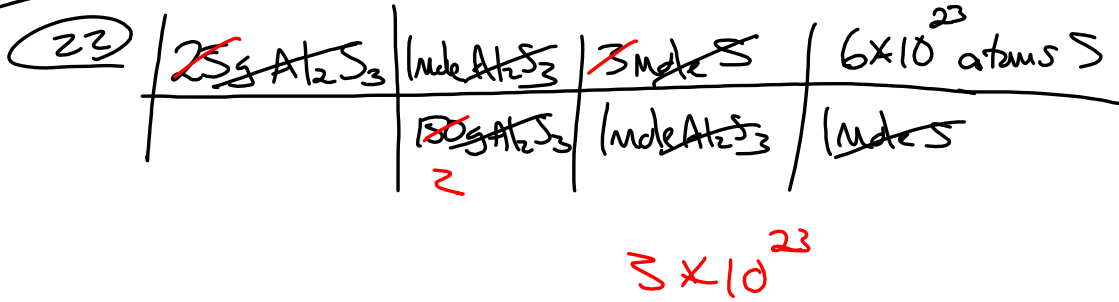 22 25g Al2S3 1mole Al2S3 3mole S 6×10^23 atoms S
150g Al2S3 1mole Al2S3 1mole S
2
3×10^23